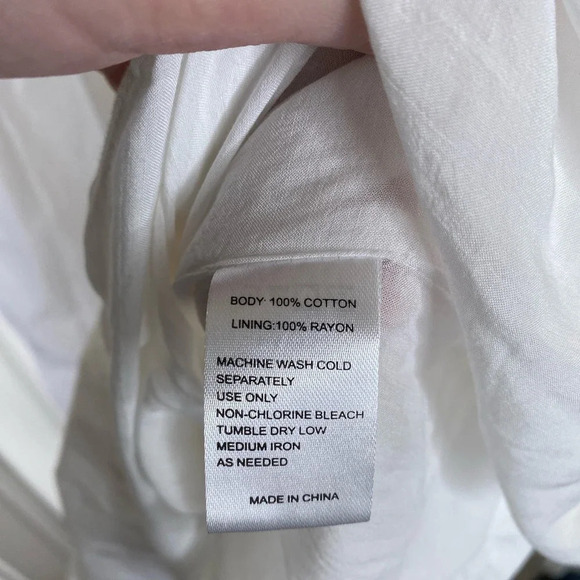 BODY: 100% COTTON
LINING:100% RAYON
MACHINE WASH COLD
SEPARATELY
USE ONLY
NON-CHLORINE BLEACH
TUMBLE DRY LOW
MEDIUM IRON
AS NEEDED
MADE IN CHINA